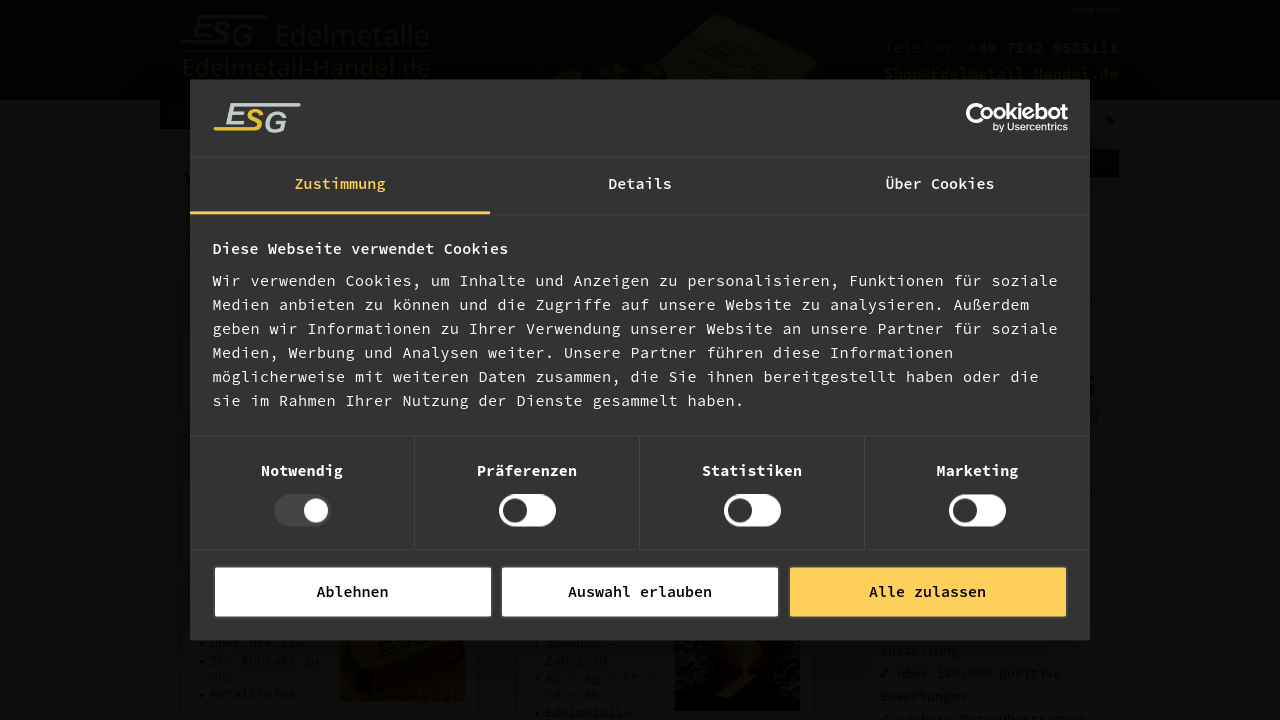 Anmelden
ESG Edelmetalle
Edelmetall-Handel.de
Telefon: +49 7242 9535111
Shop@Edelmetall-Handel.de
ESG
Cookiebot
by Usercentrics
Zustimmung
Details
Über Cookies
Diese Webseite verwendet Cookies
Wir verwenden Cookies, um Inhalte und Anzeigen zu personalisieren, Funktionen für soziale
Medien anbieten zu können und die Zugriffe auf unsere Website zu analysieren. Außerdem
geben wir Informationen zu Ihrer Verwendung unserer Website an unsere Partner für soziale
Medien, Werbung und Analysen weiter. Unsere Partner führen diese Informationen
möglicherweise mit weiteren Daten zusammen, die Sie ihnen bereitgestellt haben oder die
sie im Rahmen Ihrer Nutzung der Dienste gesammelt haben.
Notwendig
Präferenzen
Statistiken
Marketing
Ablehnen
Auswahl erlauben
Alle zulassen
• Über die ESG
• Ihr Kontakt zu
uns
• Metallinfos
• Schmuck -
Zahngold
• Au - Ag - Pt -
Pd - Rh
• Edelmetall-
Zustellung
✓ über 140.000 positive
Bewertungen
✓ sichere Datenübertragung